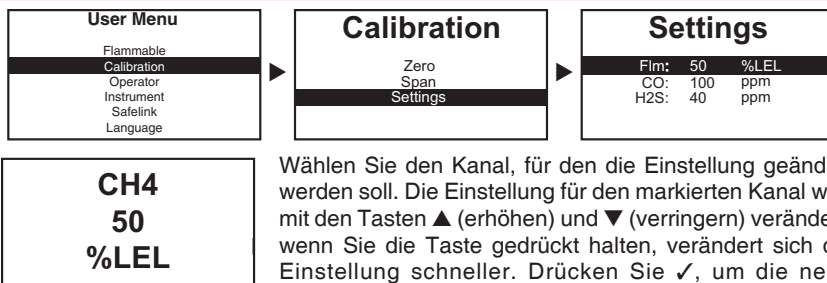 User Menu
Flammable
Calibration
Operator
Instrument
Safelink
Language
Calibration
Zero
Span
Settings
Settings
Flm: 50 %LEL
CO: 100 ppm
H2S: 40 ppm
CH4
50
%LEL
Wählen Sie den Kanal, für den die Einstellung geänd
werden soll. Die Einstellung für den markierten Kanal w
mit den Tasten ▲ (erhöhen) und ▼ (verringern) verände
wenn Sie die Taste gedrückt halten, verändert sich d
Einstellung schneller. Drücken Sie ✓, um die ne